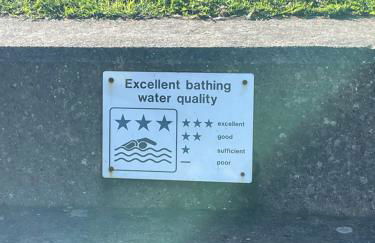 Excellent bathing
water quality
★★★ excellent
★★ good
★ sufficient
— poor